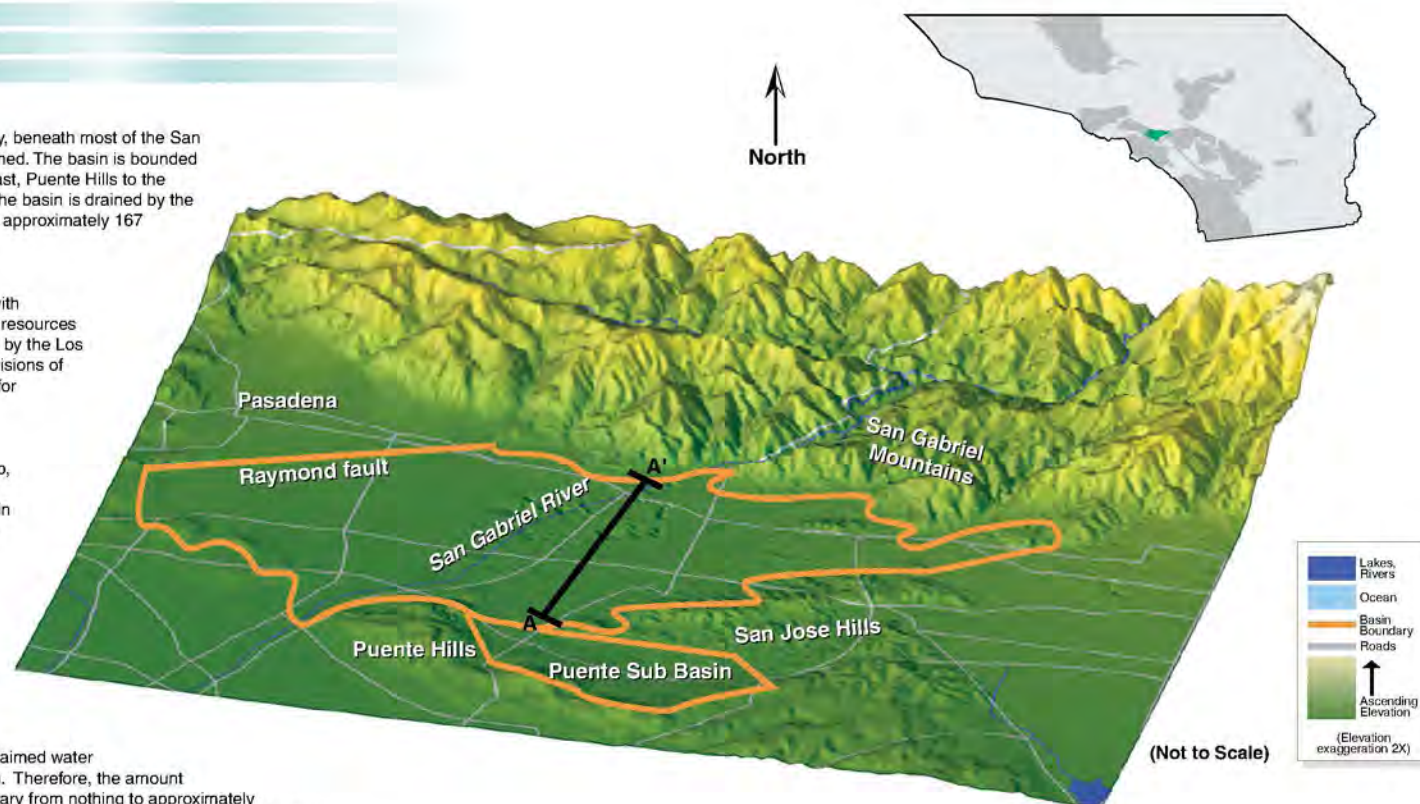 y, beneath most of the San
ned. The basin is bounded
ast, Puente Hills to the
he basin is drained by the
approximately 167
vith
resources
by the Los
isions of
for
o,
in
aimed water
. Therefore, the amount
ary from nothing to approximately
North
Pasadena
Raymond fault
San Gabriel River
A'
San Gabriel
Mountains
A
Puente Hills
Puente Sub Basin
San Jose Hills
(Not to Scale)
Lakes,
Rivers
Ocean
Basin
Boundary
Roads
Ascending
Elevation
(Elevation
exaggeration 2X)